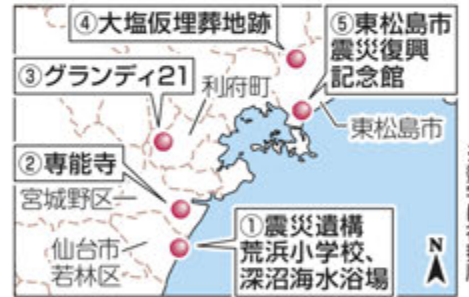 ④大塩仮埋葬地跡
⑤東松島市
震災復興
記念館
③グランディ21
利府町
東松島市
②専能寺
宮城野区
①震災遺構
荒浜小学校、
深沼海水浴場
仙台市
若林区
N